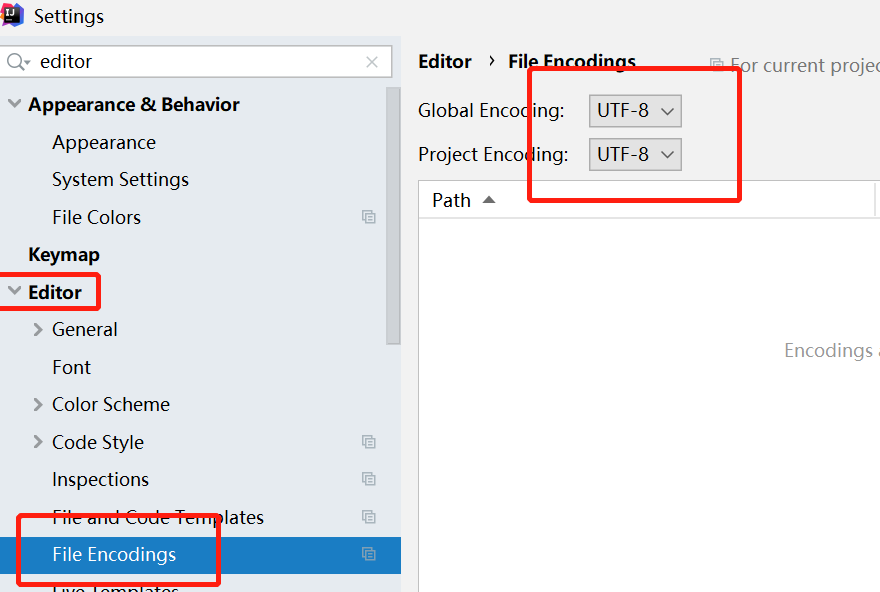 Settings
editor
Appearance & Behavior
Appearance
System Settings
File Colors
Keymap
Editor
General
Font
Color Scheme
Code Style
Inspections
File and Code Templates
File Encodings
Live Templates
Editor › File Encodings
For current projec
Global Encoding: UTF-8
Project Encoding: UTF-8
Path
Encodings